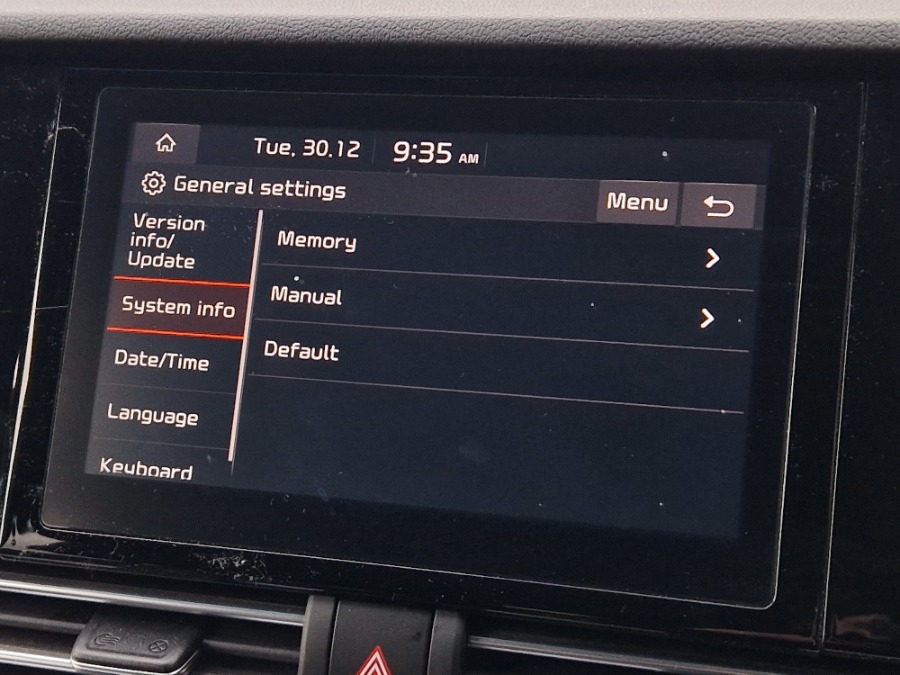 Tue, 30.12 9:35 AM
General settings
Menu
Version
info/
Update
System info
Date/Time
Language
Keyboard
Memory
Manual
Default